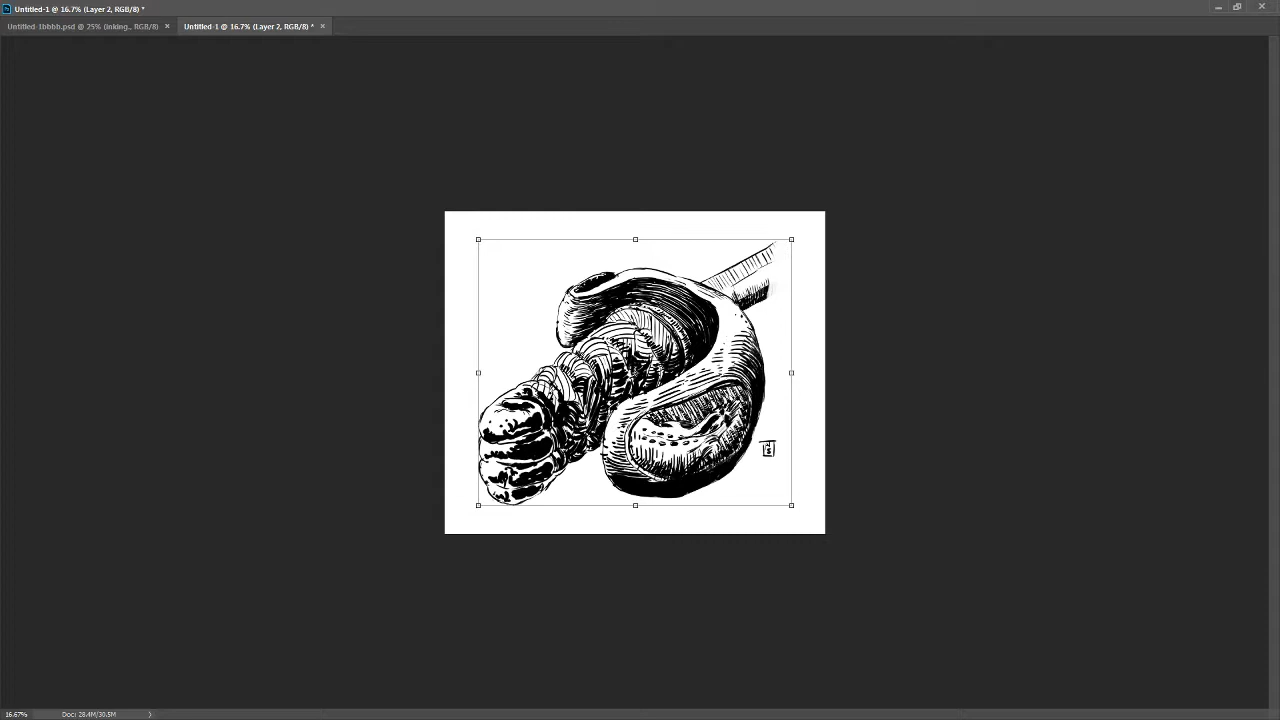 Untitled-1 @ 16.7% (Layer 2, RGB/8) *
Untitled-1bbbb.psd @ 25% (inking., RGB/8) × Untitled-1 @ 16.7% (Layer 2, RGB/8) * ×
16.67% Doc: 28.4M/30.5M